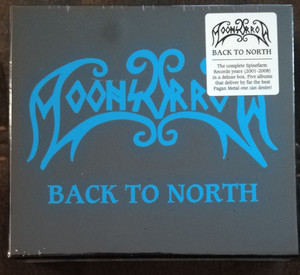 MOONSORROW
BACK TO NORTH
The complete Spinefarm
Records years (2001-2008)
in a deluxe box. Five albums
that deliver by far the best
Pagan Metal one can desire!
MOONSORROW
BACK TO NORTH